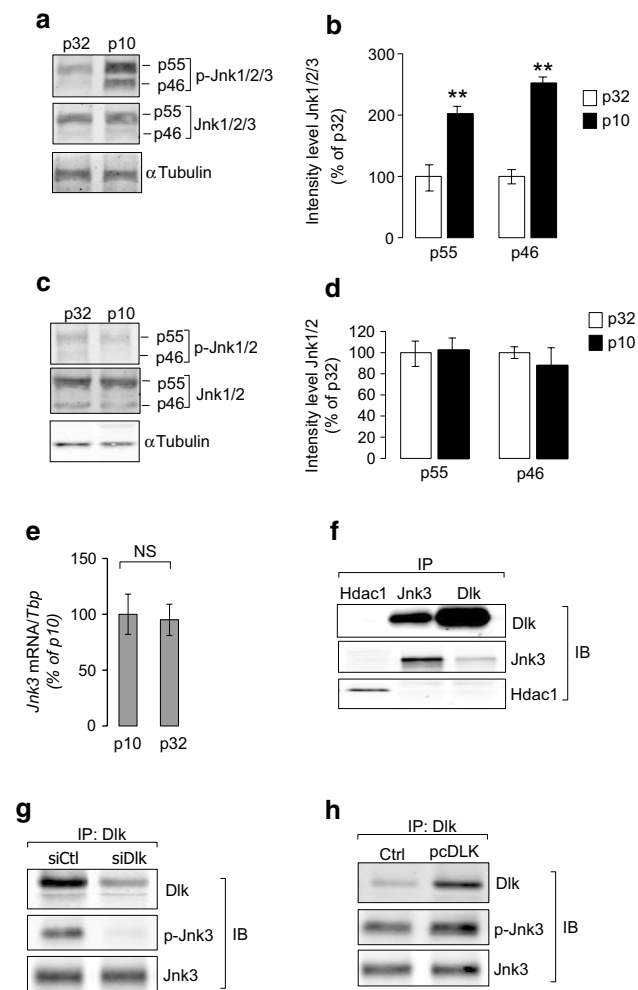 a
p32 p10
p55
p46
p-Jnk1/2/3
p55
p46
Jnk1/2/3
αTubulin
b
Intensity level Jnk1/2/3
(% of p32)
300
200
100
0
**
**
p55 p46
p32
p10
c
p32 p10
p55
p46
p-Jnk1/2
p55
p46
Jnk1/2
αTubulin
d
Intensity level Jnk1/2
(% of p32)
120
100
80
60
40
20
0
p55 p46
p32
p10
e
Jnk3 mRNA/Tbp
(% of p10)
150
100
50
0
NS
p10 p32
f
IP
Hdac1 Jnk3 Dlk
Dlk
Jnk3
Hdac1
IB
g
IP: Dlk
siCtl siDlk
Dlk
p-Jnk3
Jnk3
IB
h
IP: Dlk
Ctrl pcDLK
Dlk
p-Jnk3
Jnk3
IB